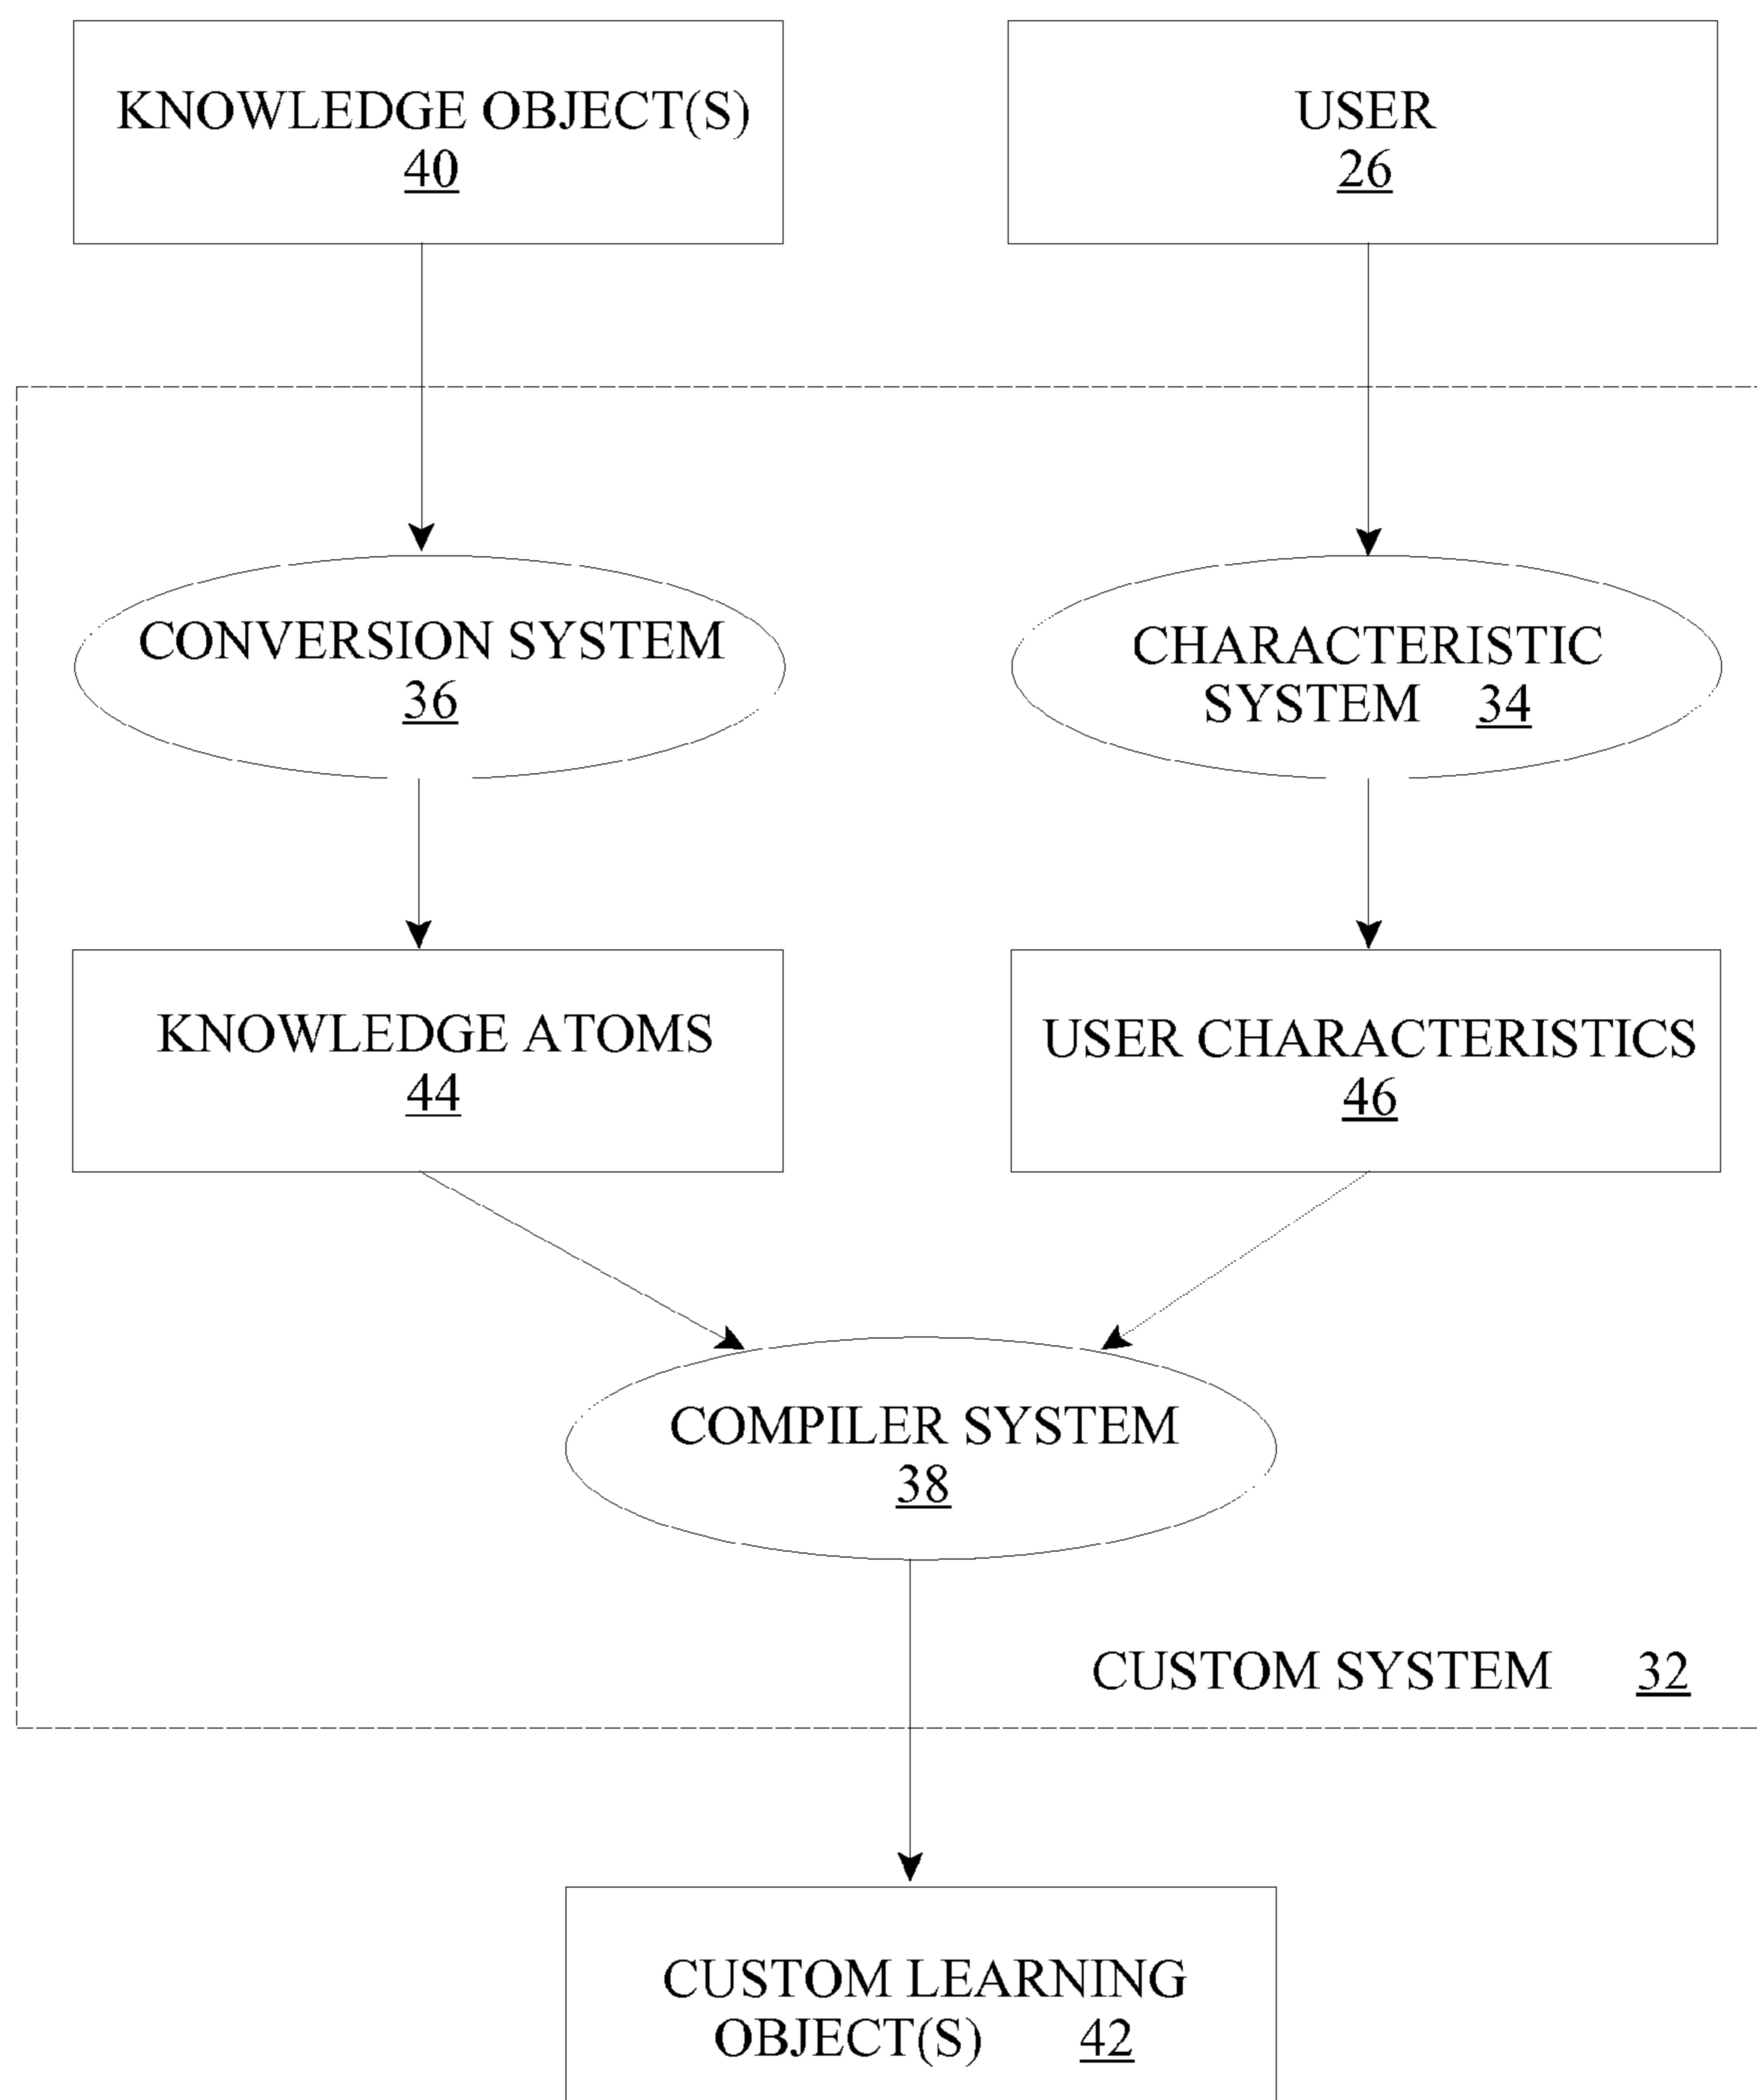 KNOWLEDGE OBJECT(S)
40
USER
26
CONVERSION SYSTEM
36
CHARACTERISTIC
SYSTEM 34
KNOWLEDGE ATOMS
44
USER CHARACTERISTICS
46
COMPILER SYSTEM
38
CUSTOM SYSTEM 32
CUSTOM LEARNING
OBJECT(S) 42